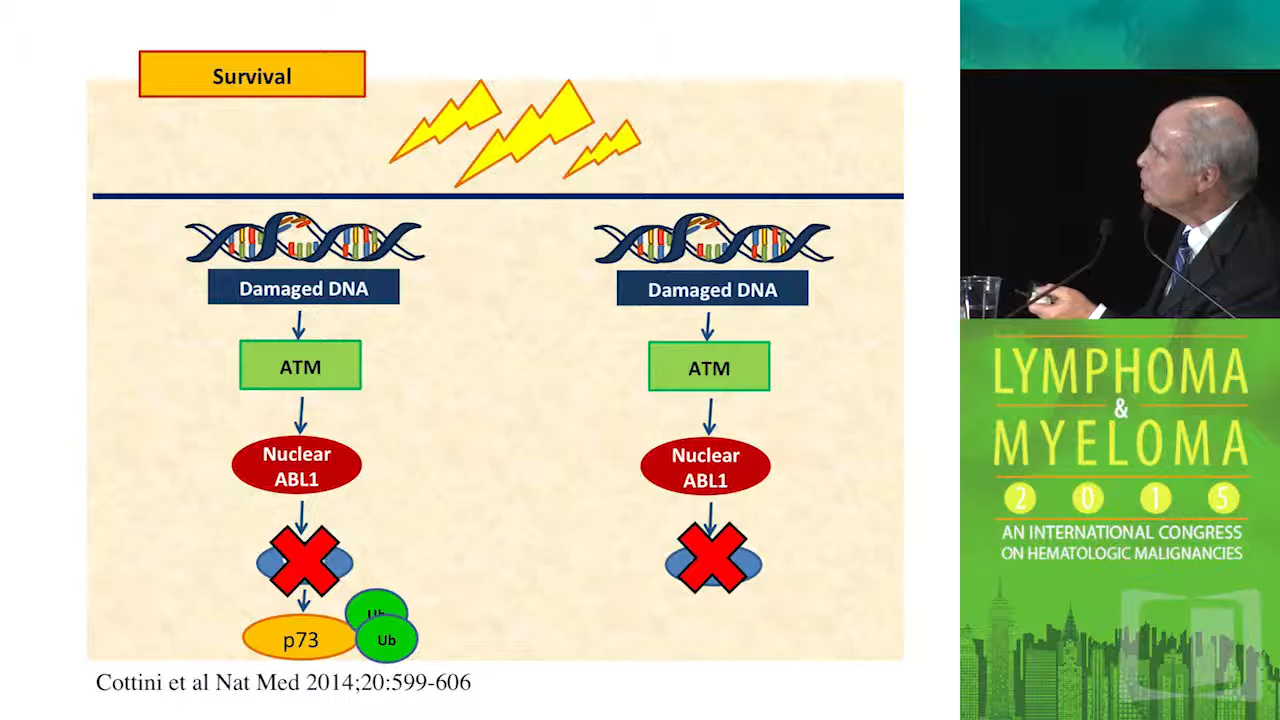 Survival
Damaged DNA
ATM
Nuclear
ABL1
p73
Ub
Ub
Damaged DNA
ATM
Nuclear
ABL1
Cottini et al Nat Med 2014;20:599-606
LYMPHOMA
&
MYELOMA
2 0 1 5
AN INTERNATIONAL CONGRESS
ON HEMATOLOGIC MALIGNANCIES